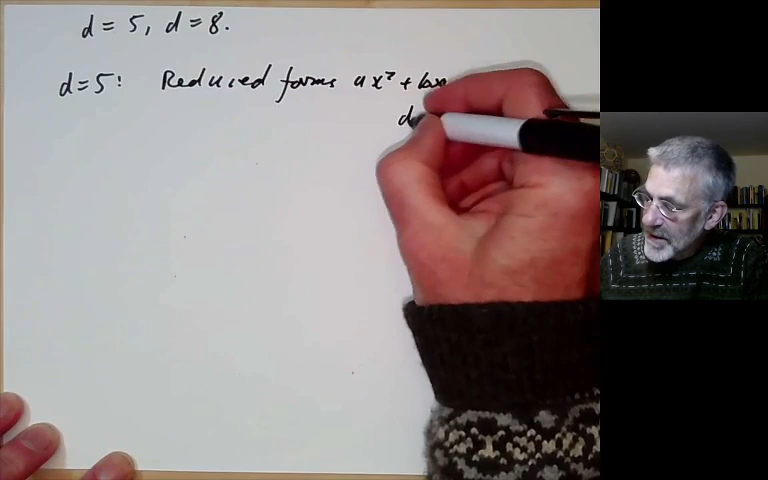 d = 5, d = 8.
d=5: Reduced forms ax² + bx
d